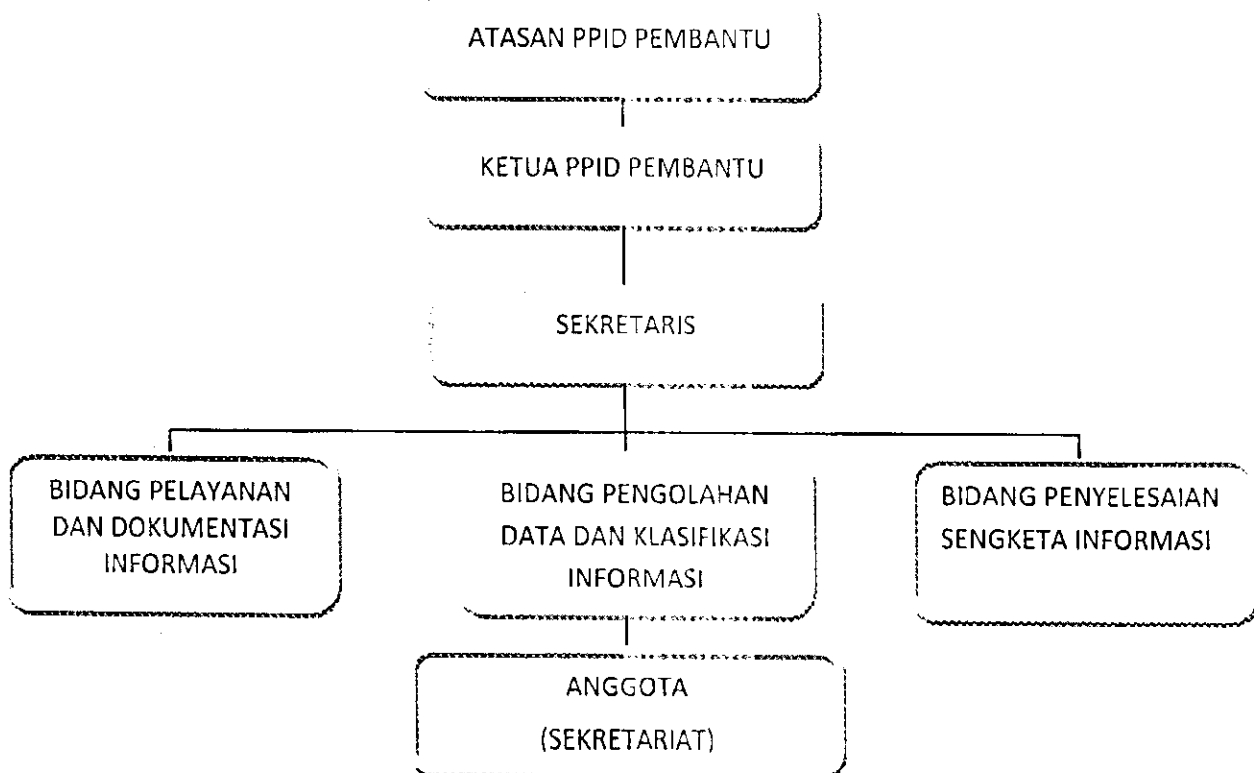 ATASAN PPID PEMBANTU
KETUA PPID PEMBANTU
SEKRETARIS
BIDANG PELAYANAN
DAN DOKUMENTASI
INFORMASI
BIDANG PENGOLAHAN
DATA DAN KLASIFIKASI
INFORMASI
BIDANG PENYELESAIAN
SENGKETA INFORMASI
ANGGOTA
(SEKRETARIAT)